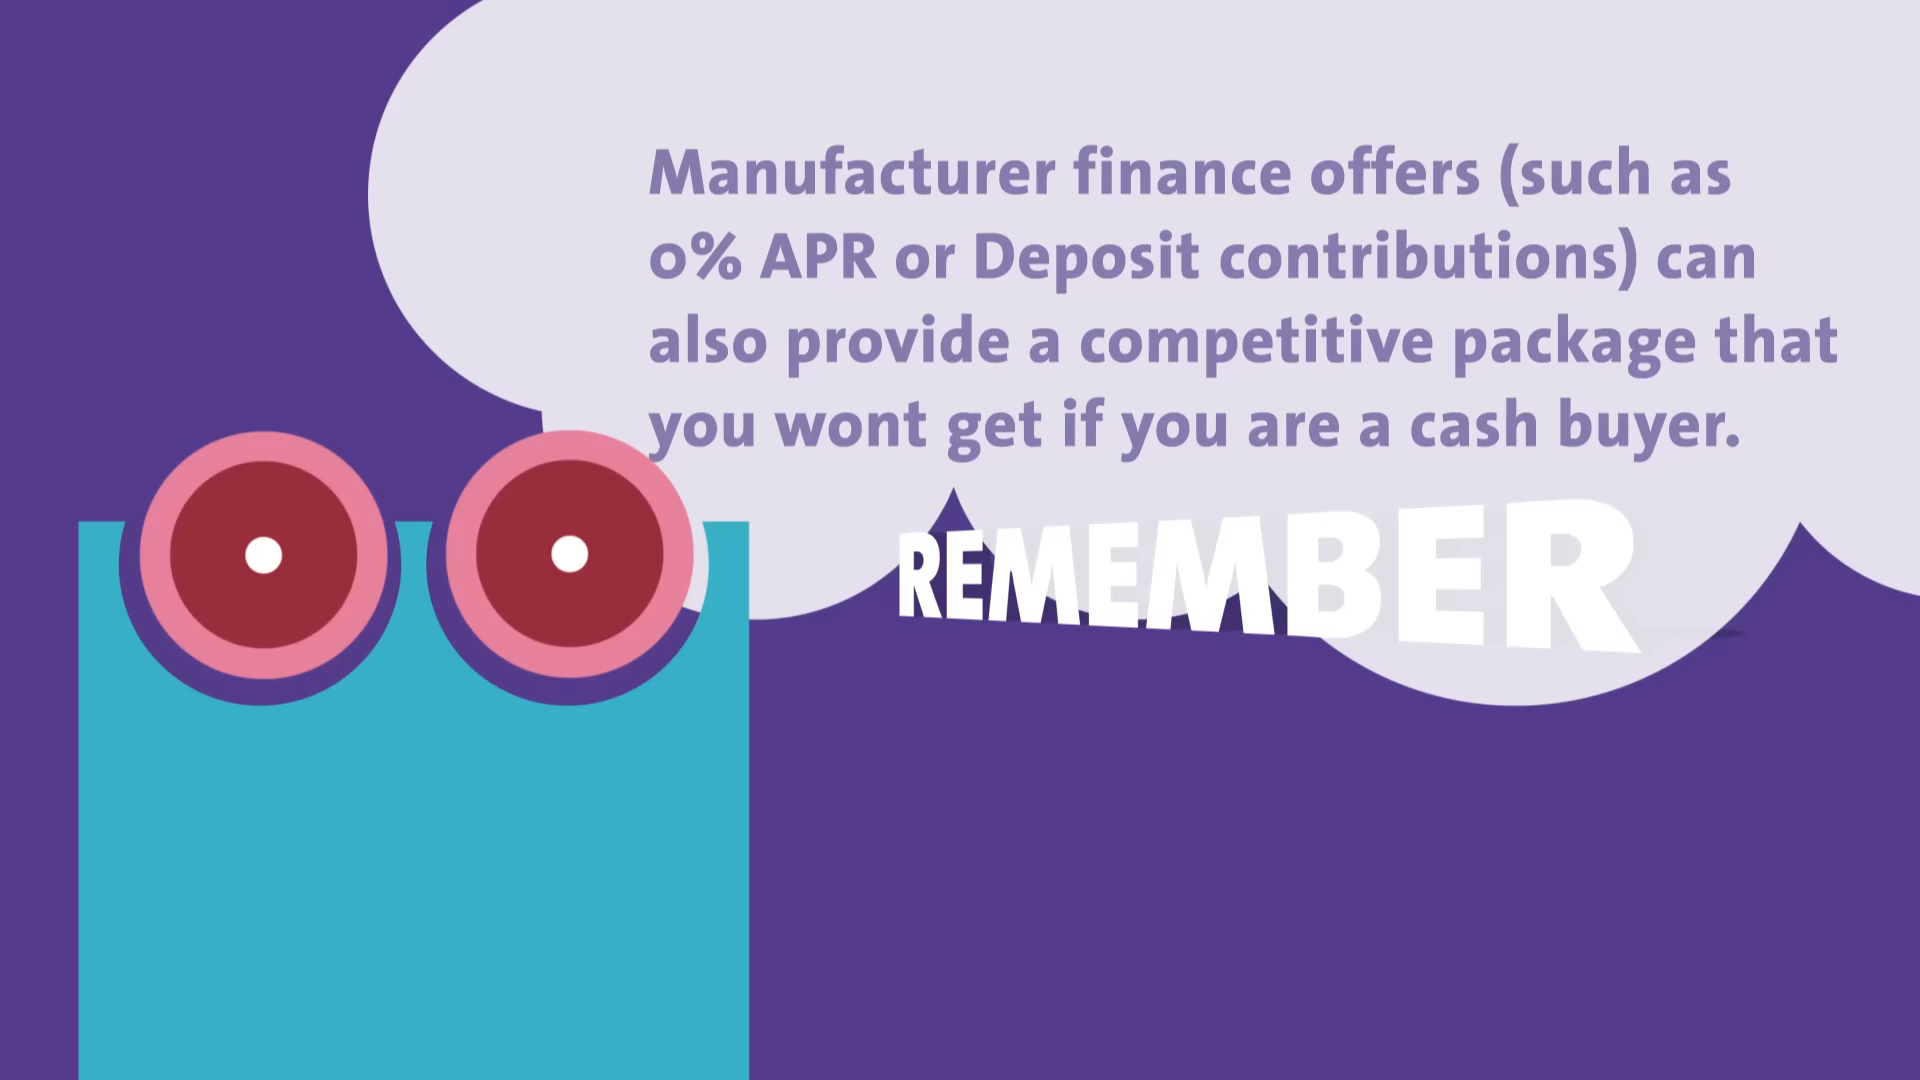 Manufacturer finance offers (such as
0% APR or Deposit contributions) can
also provide a competitive package that
you wont get if you are a cash buyer.
REMEMBER